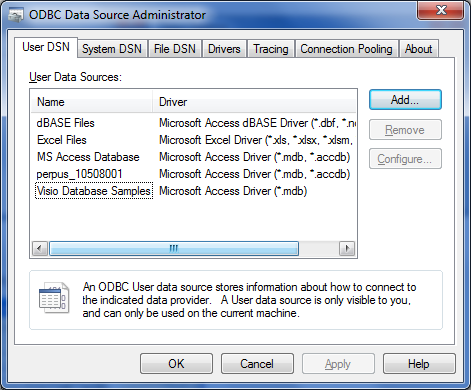 ODBC Data Source Administrator
User DSN System DSN File DSN Drivers Tracing Connection Pooling About
User Data Sources:
Name Driver
dBASE Files Microsoft Access dBASE Driver (*.dbf, *.n
Excel Files Microsoft Excel Driver (*.xls, *.xlsx, *.xlsm,
MS Access Database Microsoft Access Driver (*.mdb, *.accdb)
perpus_10508001 Microsoft Access Driver (*.mdb, *.accdb)
Visio Database Samples Microsoft Access Driver (*.mdb)
Add...
Remove
Configure...
An ODBC User data source stores information about how to connect to
the indicated data provider. A User data source is only visible to you,
and can only be used on the current machine.
OK Cancel Apply Help